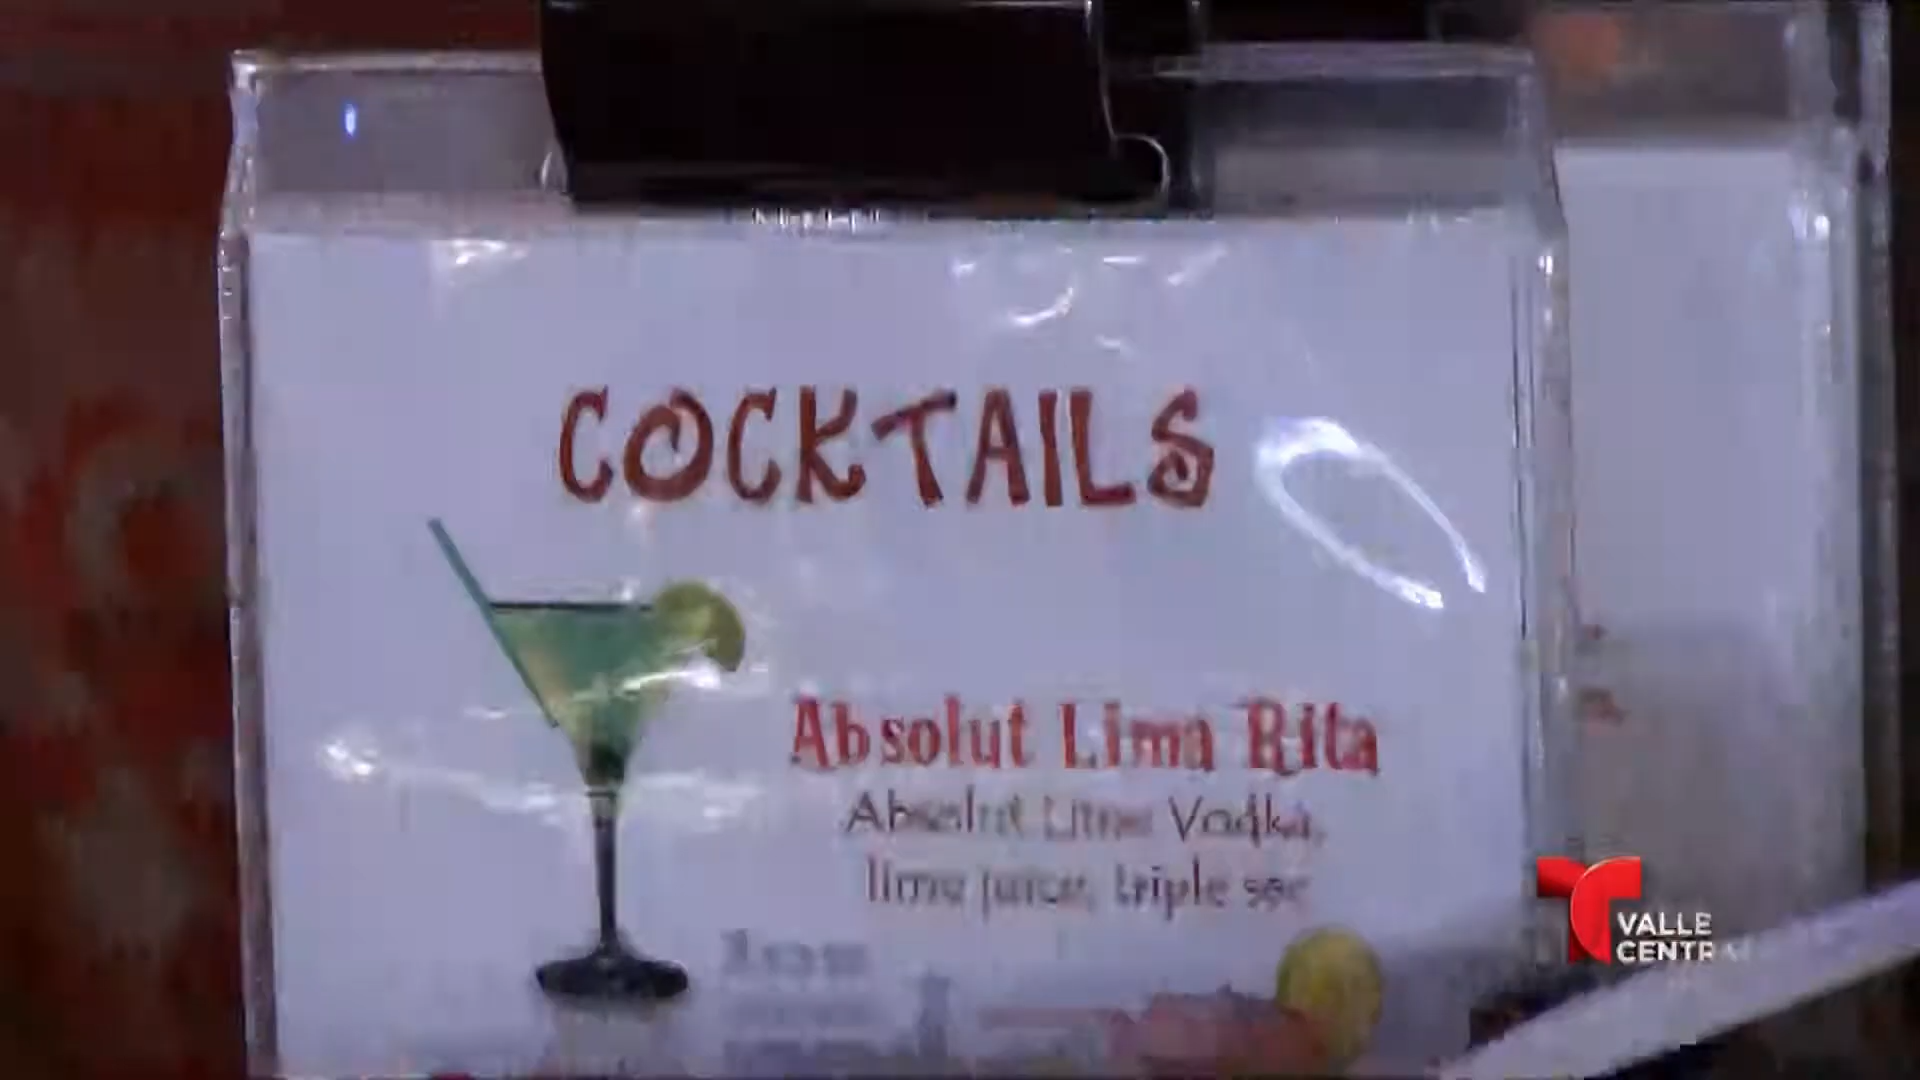 COCKTAILS
Absolut Lima Rita
Absolut Lime Vodka,
lime juice, triple sec
VALLE
CENTRAL